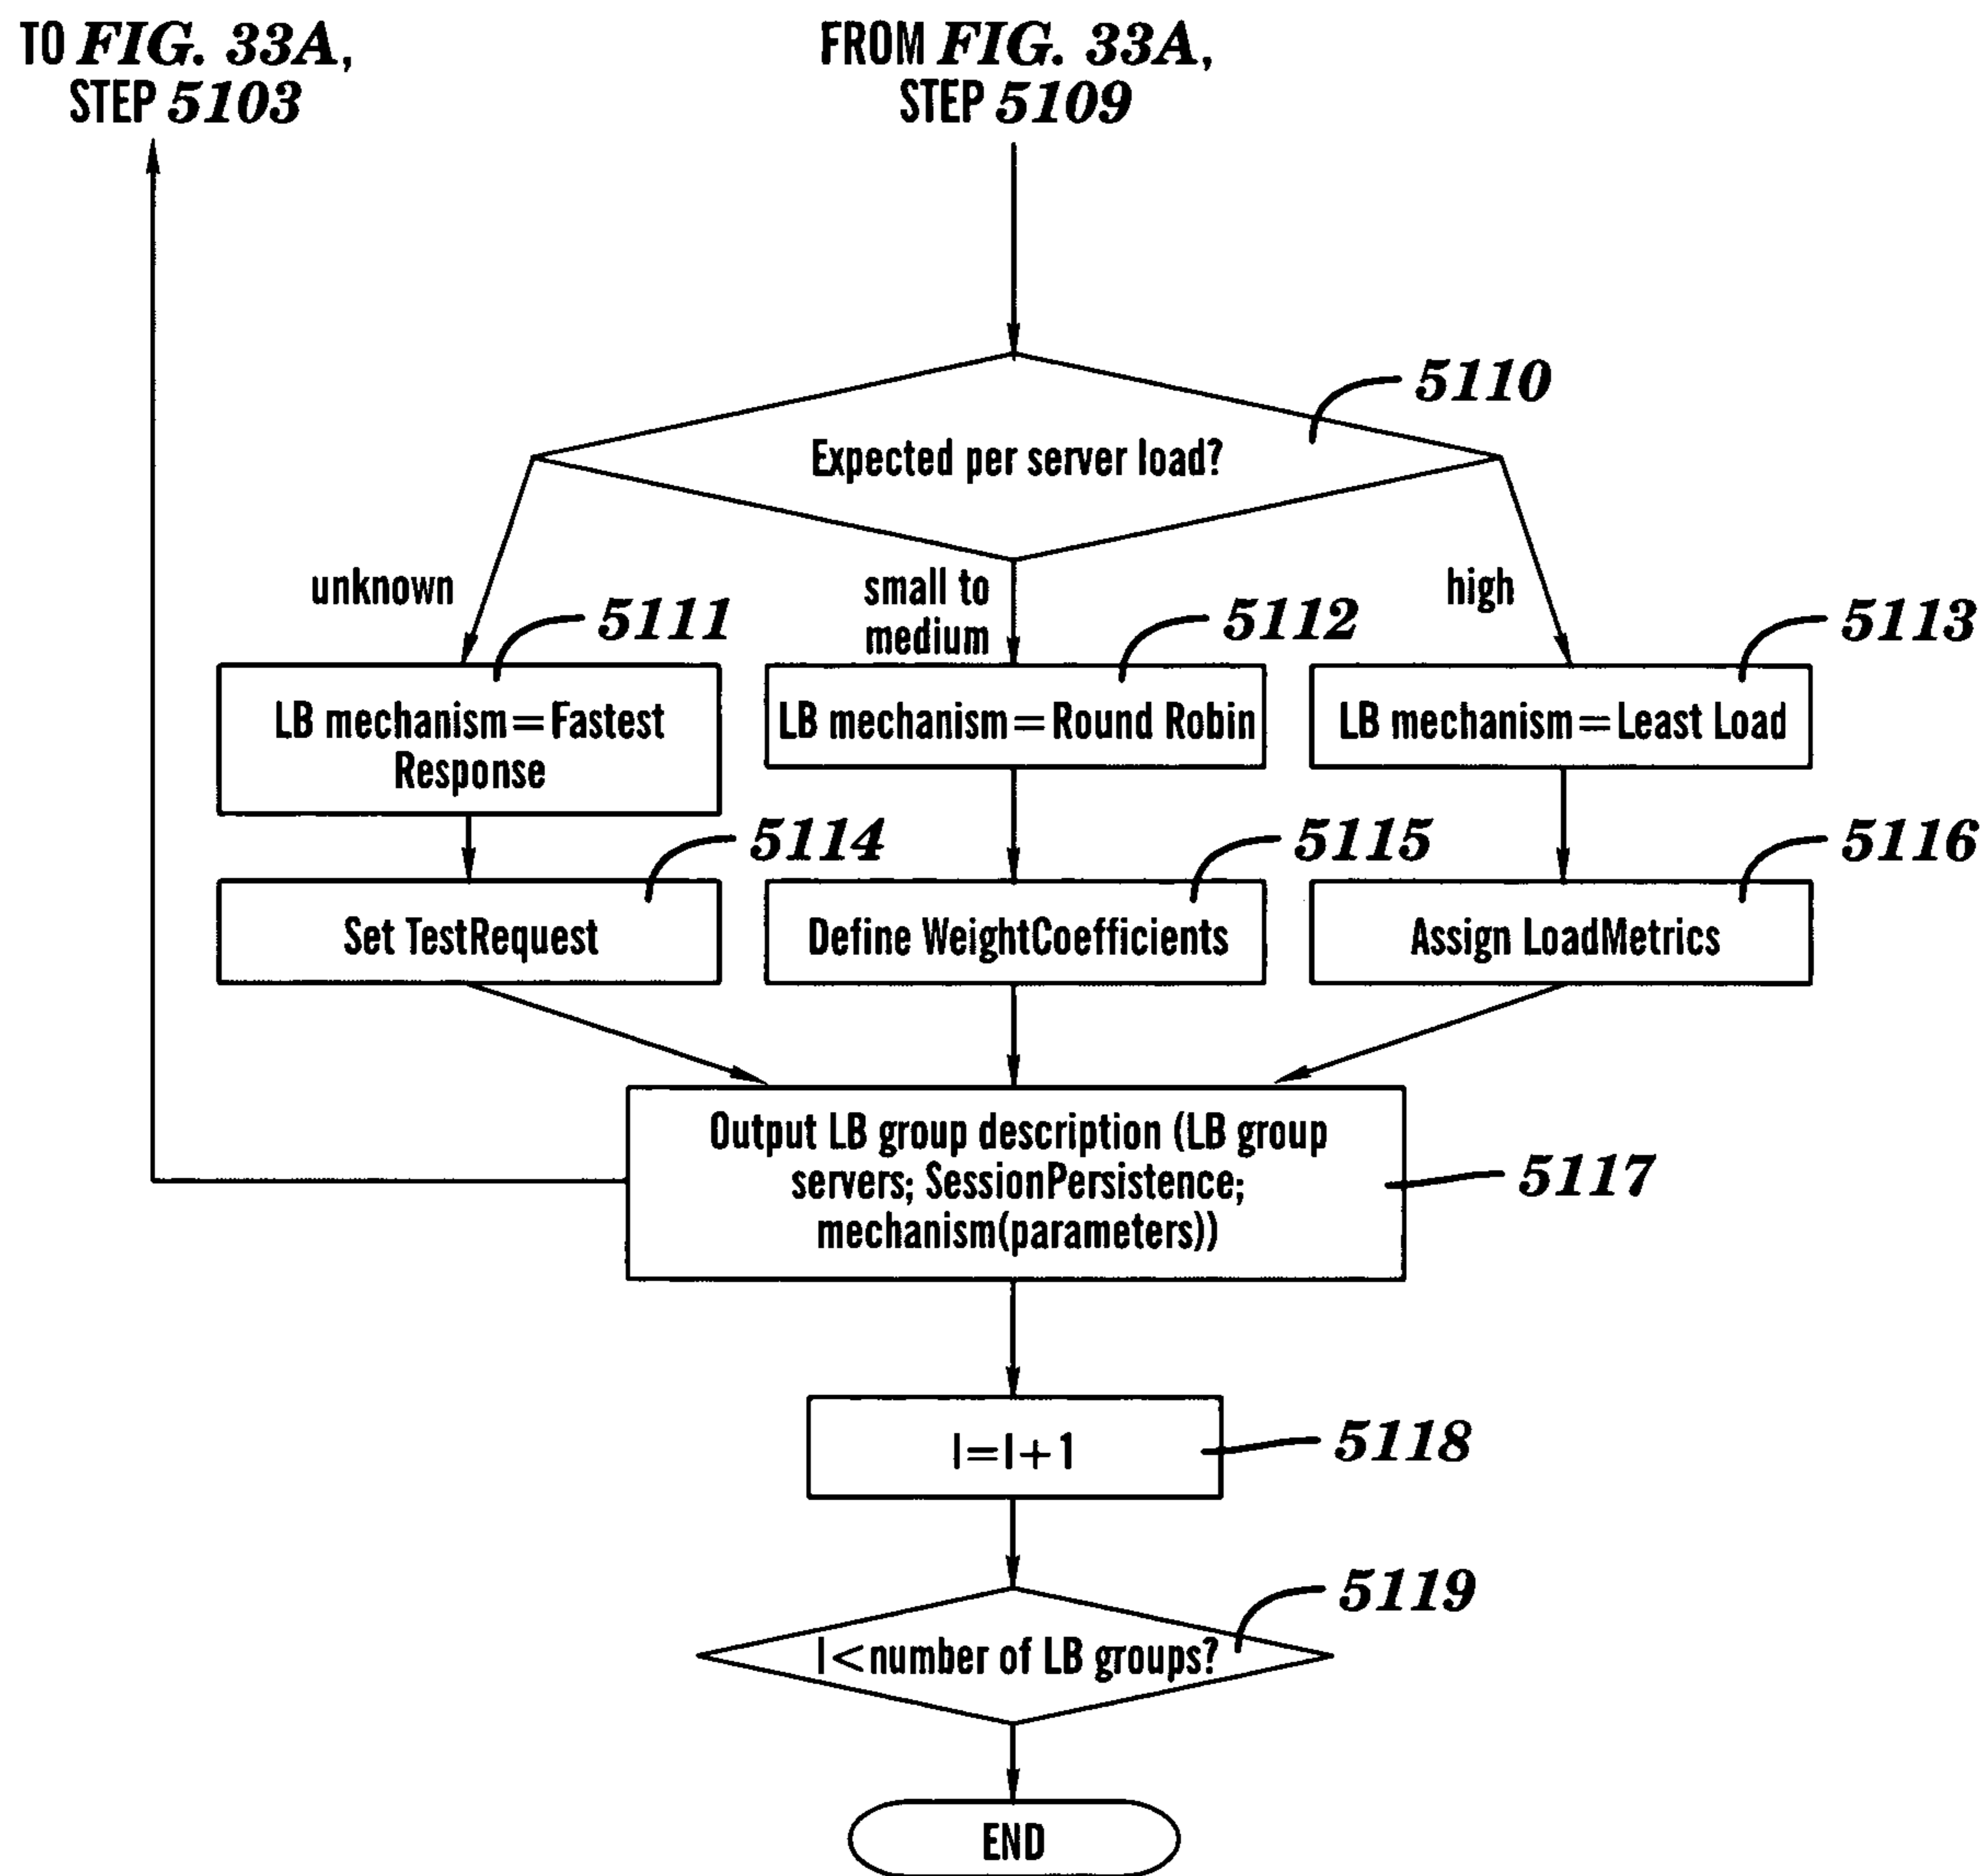 TO FIG. 33A,
STEP 5103
FROM FIG. 33A,
STEP 5109
5110
Expected per server load?
unknown
small to
medium
high
5111
5112
5113
LB mechanism=Fastest
Response
LB mechanism=Round Robin
LB mechanism=Least Load
5114
5115
5116
Set TestRequest
Define WeightCoefficients
Assign LoadMetrics
Output LB group description (LB group
servers; SessionPersistence;
mechanism(parameters))
5117
I=I+1
5118
5119
I<number of LB groups?
END